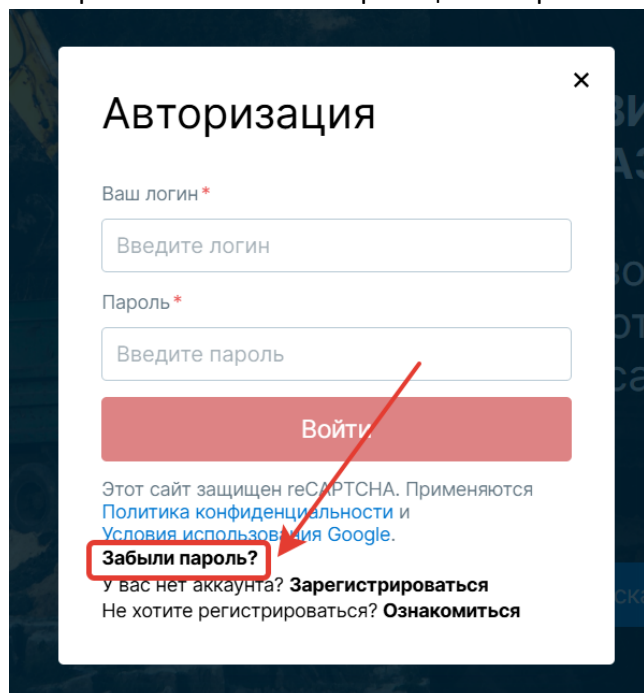 ×
Авторизация
Ваш логин *
Введите логин
Пароль *
Введите пароль
Войти
Этот сайт защищен reCAPTCHA. Применяются
Политика конфиденциальности и
Условия использования Google.
Забыли пароль?
У вас нет аккаунта? Зарегистрироваться
Не хотите регистрироваться? Ознакомиться